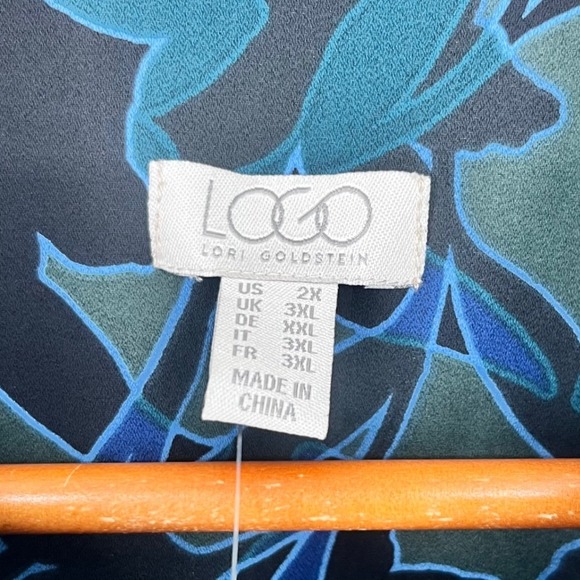 LOGO
LORI GOLDSTEIN
US 2X
UK 3XL
DE XXL
IT 3XL
FR 3XL
MADE IN
CHINA